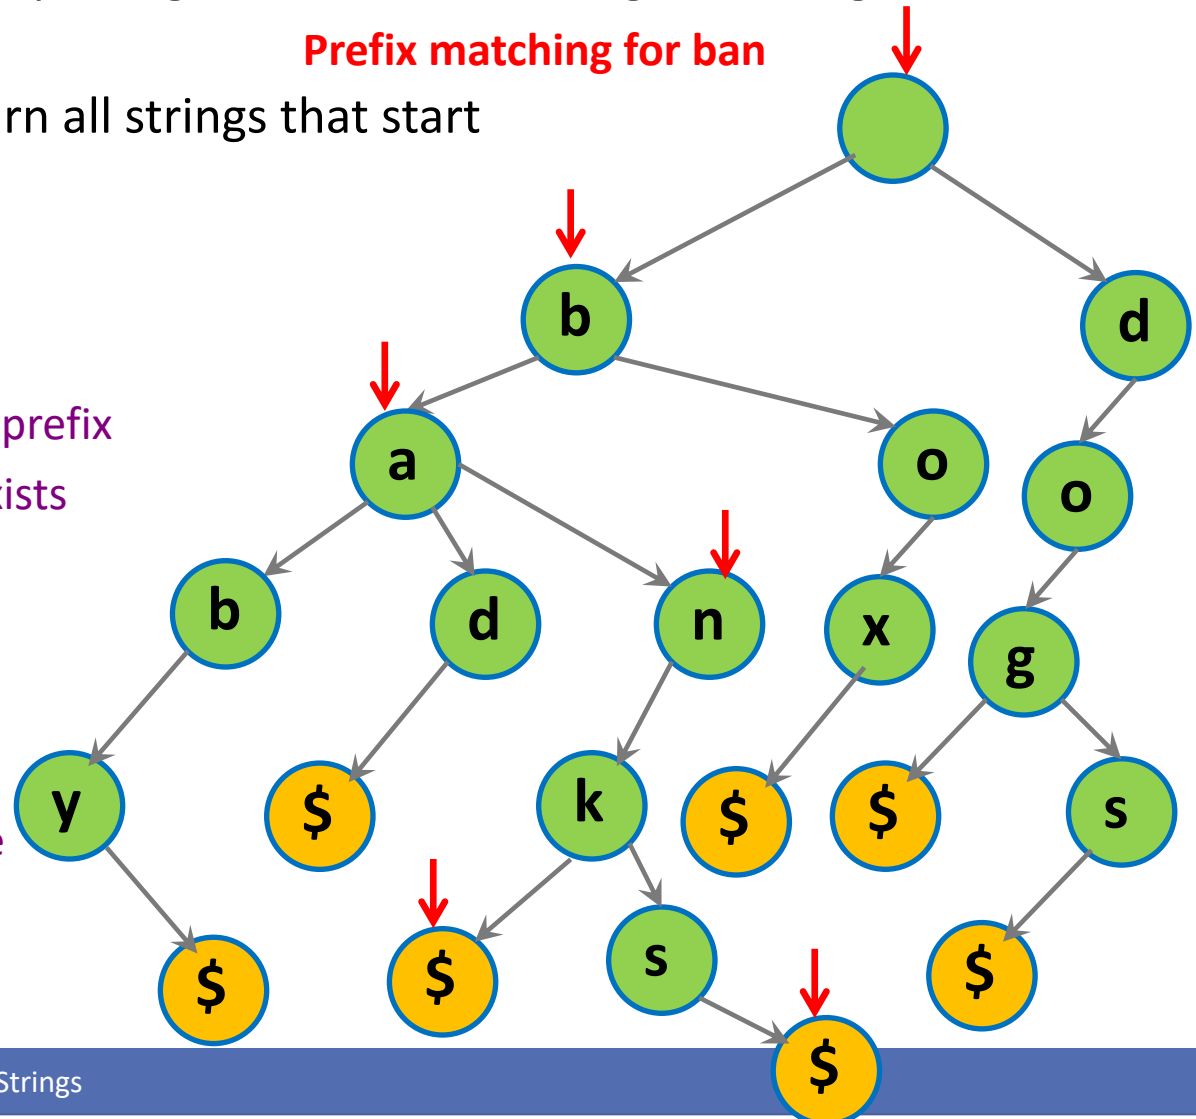 Prefix matching for ban
rn all strings that start
b
d
prefix
a
o
xists
o
b
d
n
x
g
y
$
k
$
$
s
e
$
$
s
$
$
Strings